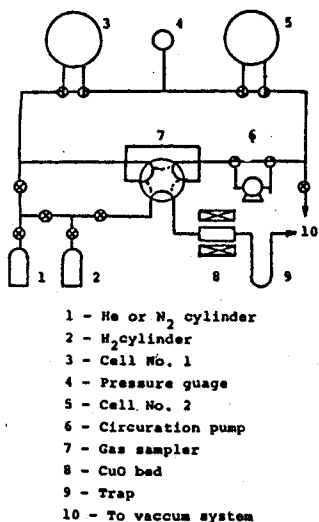 3
4
5
7
6
10
1
2
8
9
1 - He or N2 cylinder
2 - H2cylinder
3 - Cell No. 1
4 - Pressure guage
5 - Cell No. 2
6 - Circuration pump
7 - Gas sampler
8 - CuO bed
9 - Trap
10 - To vaccum system